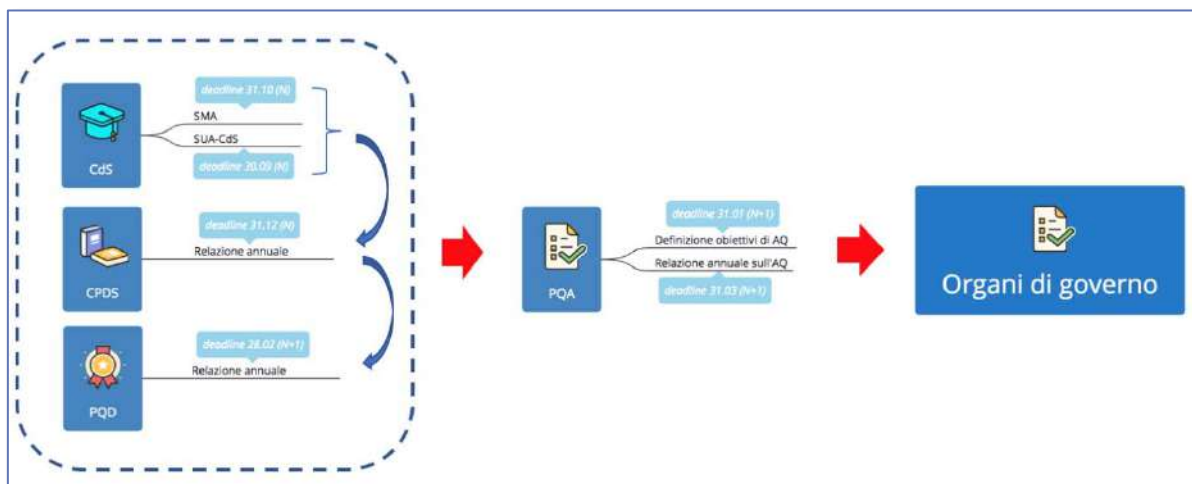 deadline 31.10 (N)
SMA
SUA-CdS
deadline 30.09 (N)
CdS
deadline 31.12 (N)
Relazione annuale
CPDS
deadline 28.02 (N+1)
Relazione annuale
PQD
deadline 31.01 (N+1)
Definizione obiettivi di AQ
Relazione annuale sull'AQ
deadline 31.03 (N+1)
PQA
Organi di governo